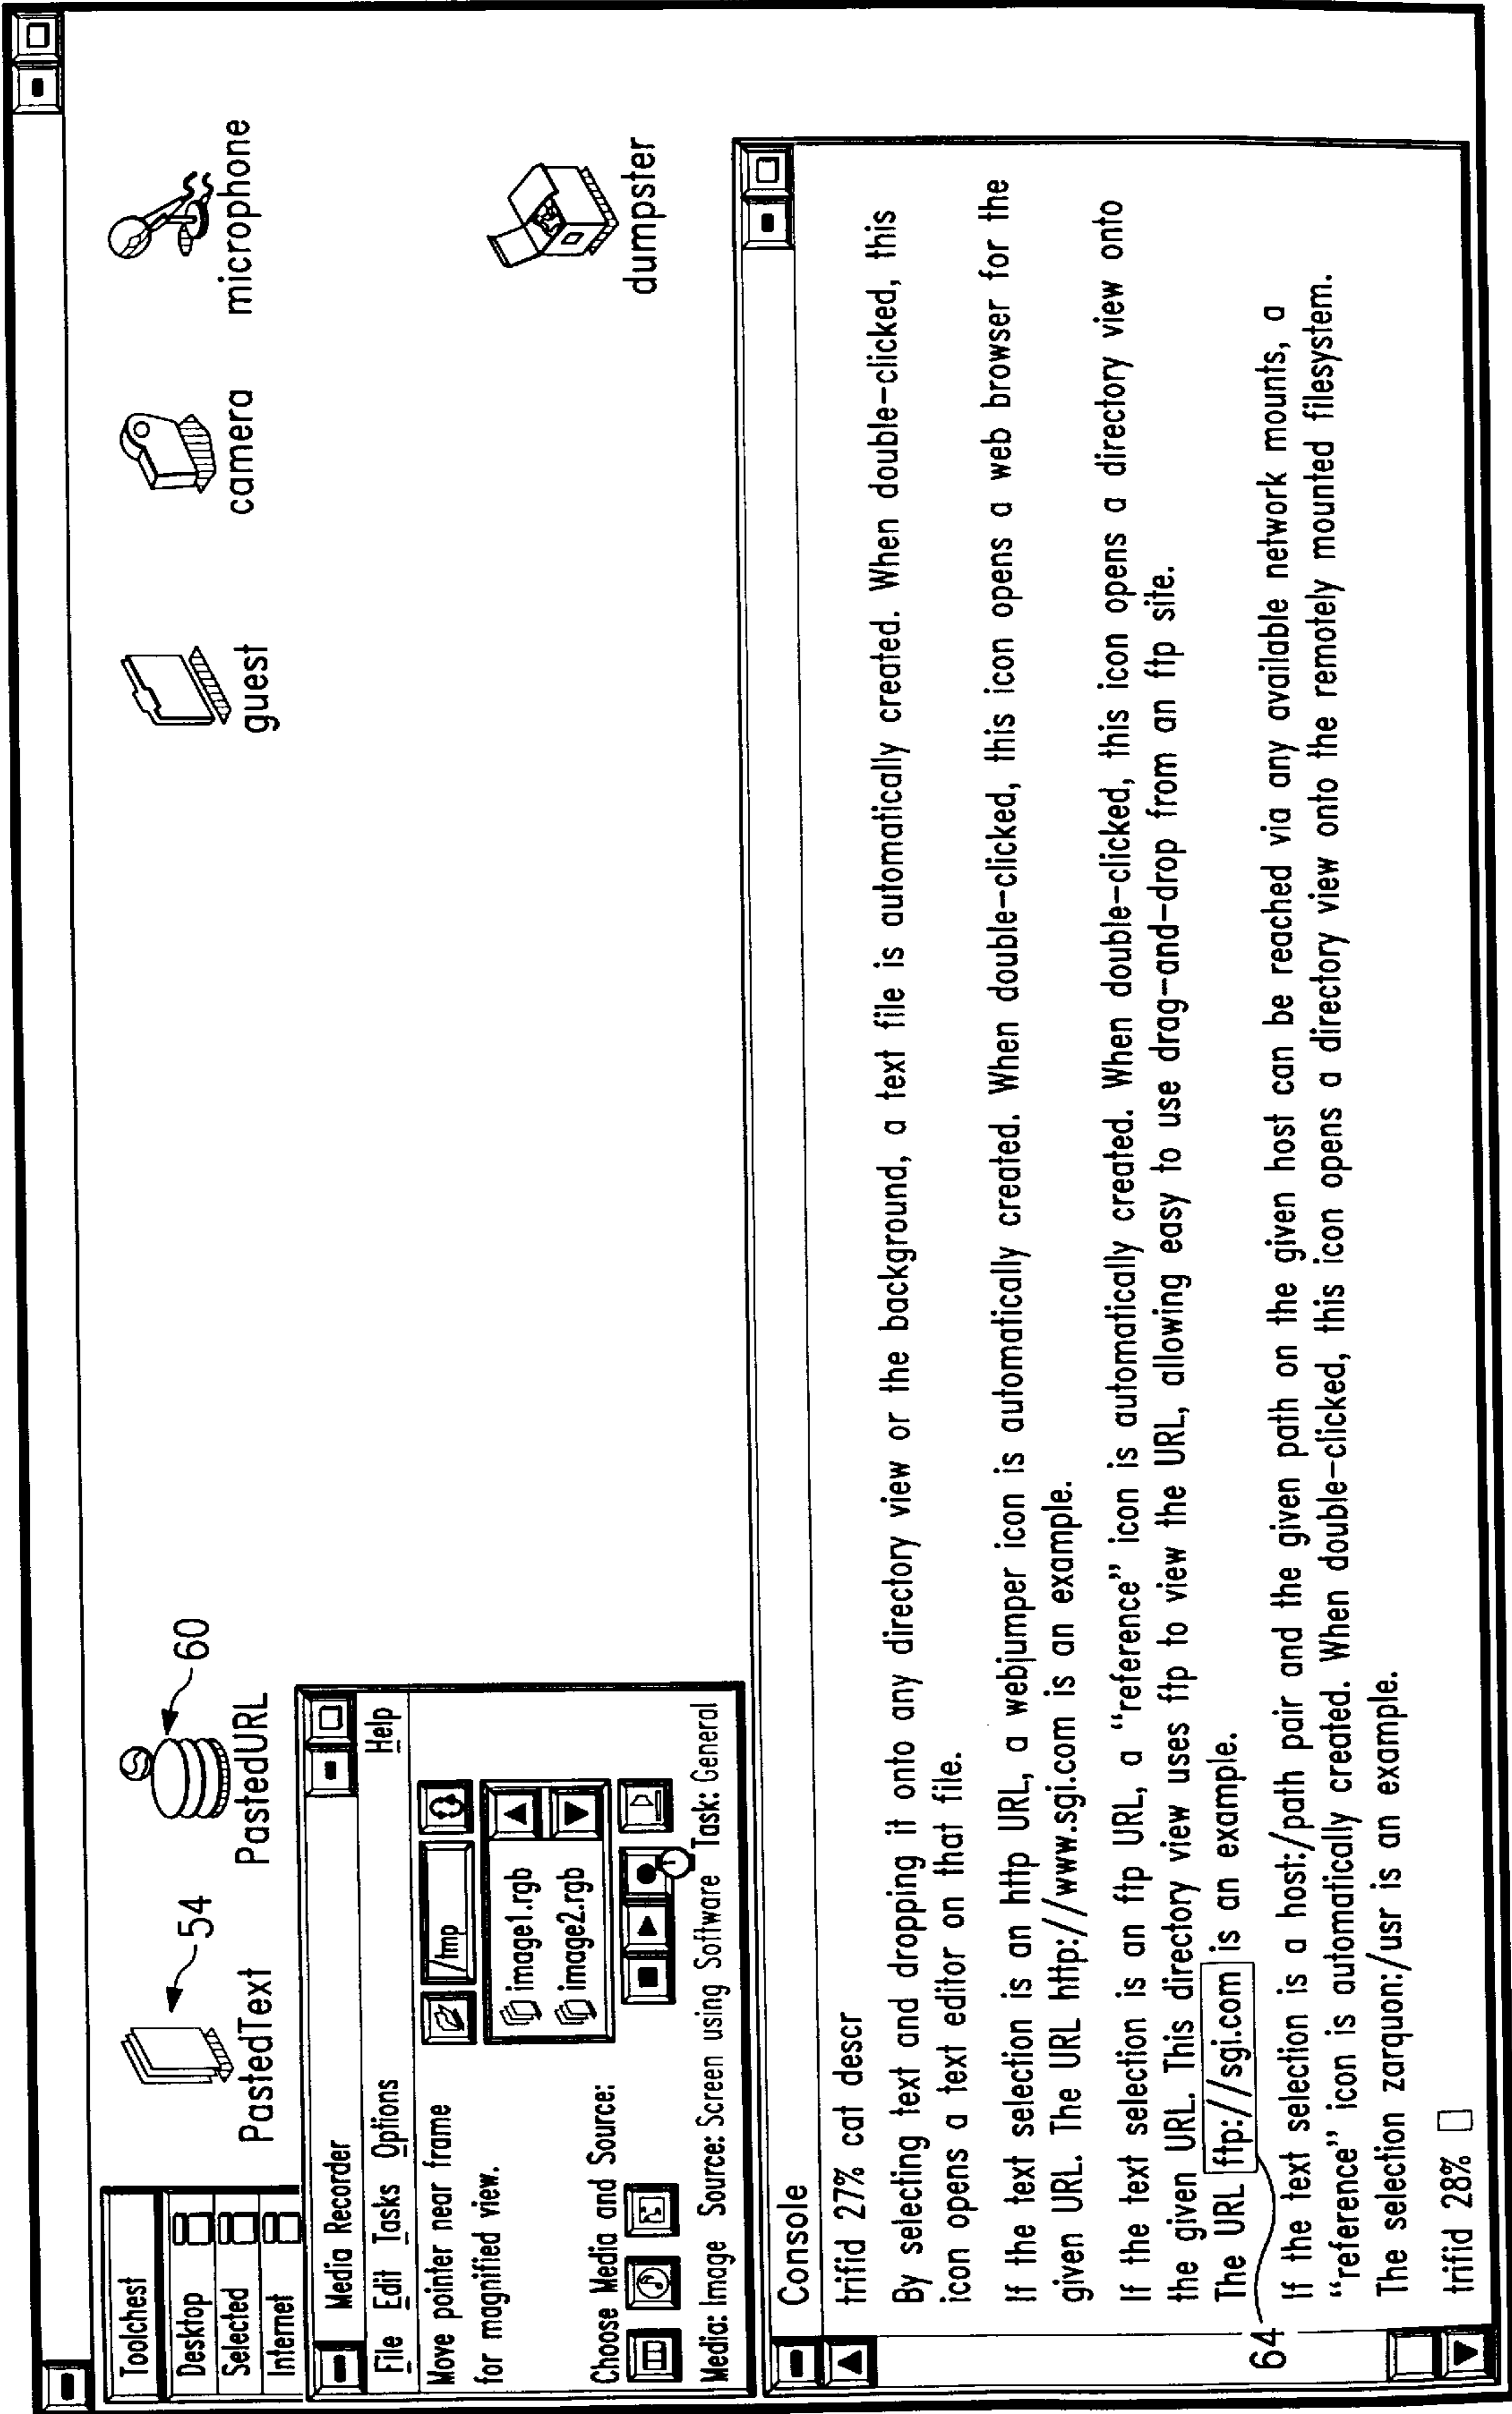 Toolchest
Desktop
Selected
Internet
PastedText
54
PastedURL
60
guest
camera
microphone
dumpster
Media Recorder
File Edit Tasks Options Help
Move pointer near frame
for magnified view.
/tmp
image1.rgb
image2.rgb
Choose Media and Source:
Media: Image Source: Screen using Software Task: General
Console
trifid 27% cat descr
By selecting text and dropping it onto any directory view or the background, a text file is automatically created. When double-clicked, this
icon opens a text editor on that file.
If the text selection is an http URL, a webjumper icon is automatically created. When double-clicked, this icon opens a web browser for the
given URL. The URL http://www.sgi.com is an example.
If the text selection is an ftp URL, a “reference” icon is automatically created. When double-clicked, this icon opens a directory view onto
the given URL. This directory view uses ftp to view the URL, allowing easy to use drag-and-drop from an ftp site.
The URL ftp://sgi.com is an example.
64
If the text selection is a host:/path pair and the given path on the given host can be reached via any available network mounts, a
“reference” icon is automatically created. When double-clicked, this icon opens a directory view onto the remotely mounted filesystem.
The selection zarquon:/usr is an example.
trifid 28%